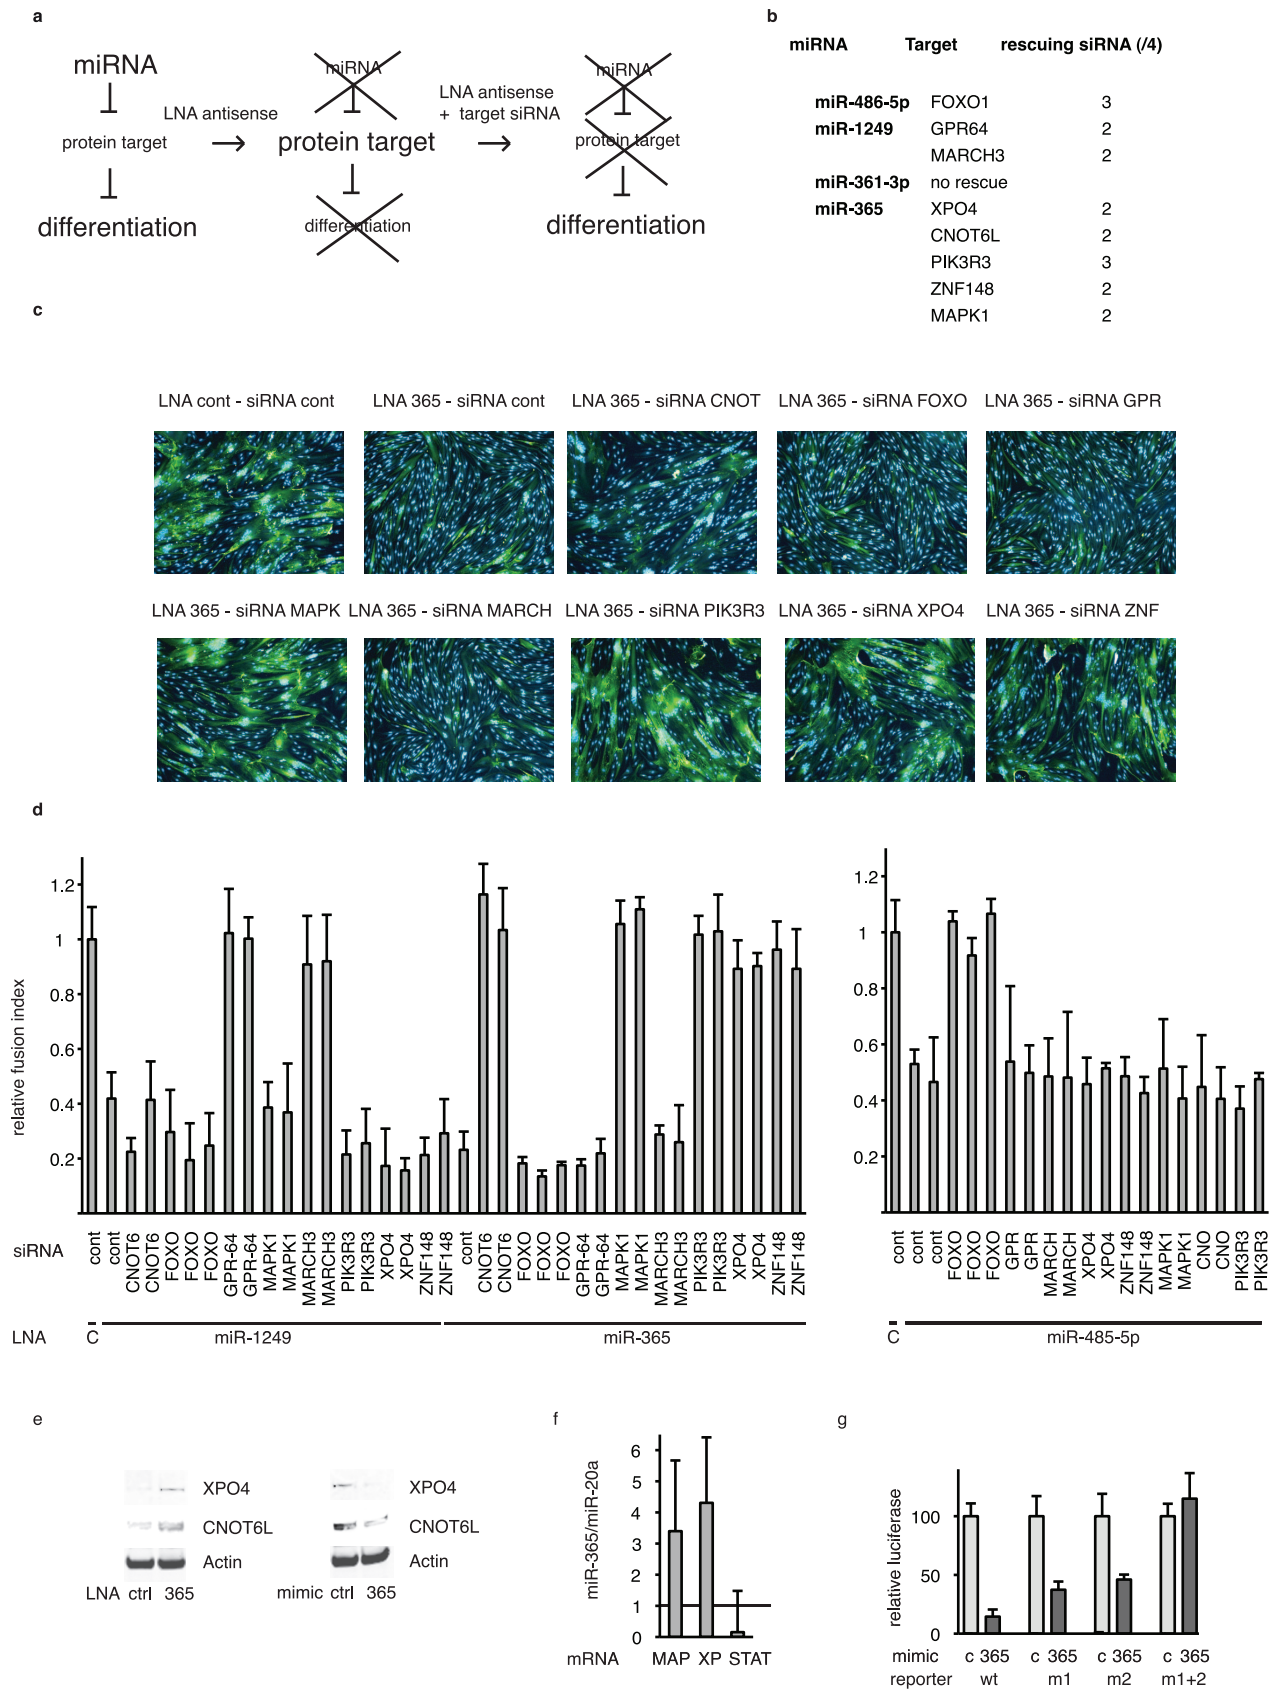 a
miRNA
protein target
differentiation
LNA antisense
miRNA
protein target
differentiation
LNA antisense
+ target siRNA
miRNA
protein target
differentiation
b
miRNA Target rescuing siRNA (/4)
miR-486-5p FOXO1 3
miR-1249 GPR64 2
MARCH3 2
miR-361-3p no rescue
miR-365 XPO4 2
CNOT6L 2
PIK3R3 3
ZNF148 2
MAPK1 2
c
LNA cont - siRNA cont LNA 365 - siRNA cont LNA 365 - siRNA CNOT LNA 365 - siRNA FOXO LNA 365 - siRNA GPR
LNA 365 - siRNA MAPK LNA 365 - siRNA MARCH LNA 365 - siRNA PIK3R3 LNA 365 - siRNA XPO4 LNA 365 - siRNA ZNF
d
relative fusion index
1.2
1
0.8
0.6
0.4
0.2
siRNA cont cont CNOT6 CNOT6 FOXO FOXO FOXO GPR-64 GPR-64 MAPK1 MAPK1 MARCH3 MARCH3 PIK3R3 PIK3R3 XPO4 XPO4 ZNF148 ZNF148 cont CNOT6 CNOT6 FOXO FOXO FOXO GPR-64 GPR-64 MAPK1 MAPK1 MARCH3 MARCH3 PIK3R3 PIK3R3 XPO4 XPO4 ZNF148 ZNF148
LNA C miR-1249 miR-365
1.2
1
0.8
0.6
0.4
0.2
cont cont cont FOXO FOXO FOXO GPR GPR MARCH MARCH XPO4 XPO4 ZNF148 ZNF148 MAPK1 MAPK1 CNO CNO PIK3R3 PIK3R3
C miR-485-5p
e
XPO4
CNOT6L
Actin
LNA ctrl 365
XPO4
CNOT6L
Actin
mimic ctrl 365
f
miR-365/miR-20a
6
5
4
3
2
1
0
mRNA MAP XP STAT
g
relative luciferase
100
50
0
mimic c 365 c 365 c 365 c 365
reporter wt m1 m2 m1+2